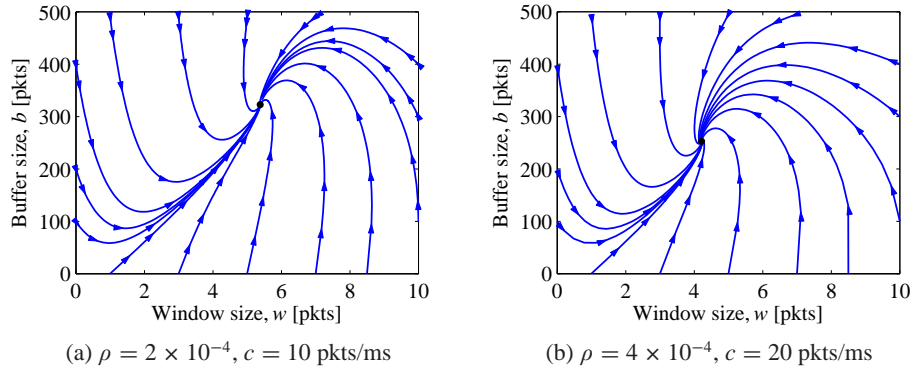 500
400
300
200
100
0
Buffer size, b [pkts]
0 2 4 6 8 10
Window size, w [pkts]
(a) ρ = 2 × 10⁻⁴, c = 10 pkts/ms
500
400
300
200
100
0
Buffer size, b [pkts]
0 2 4 6 8 10
Window size, w [pkts]
(b) ρ = 4 × 10⁻⁴, c = 20 pkts/ms